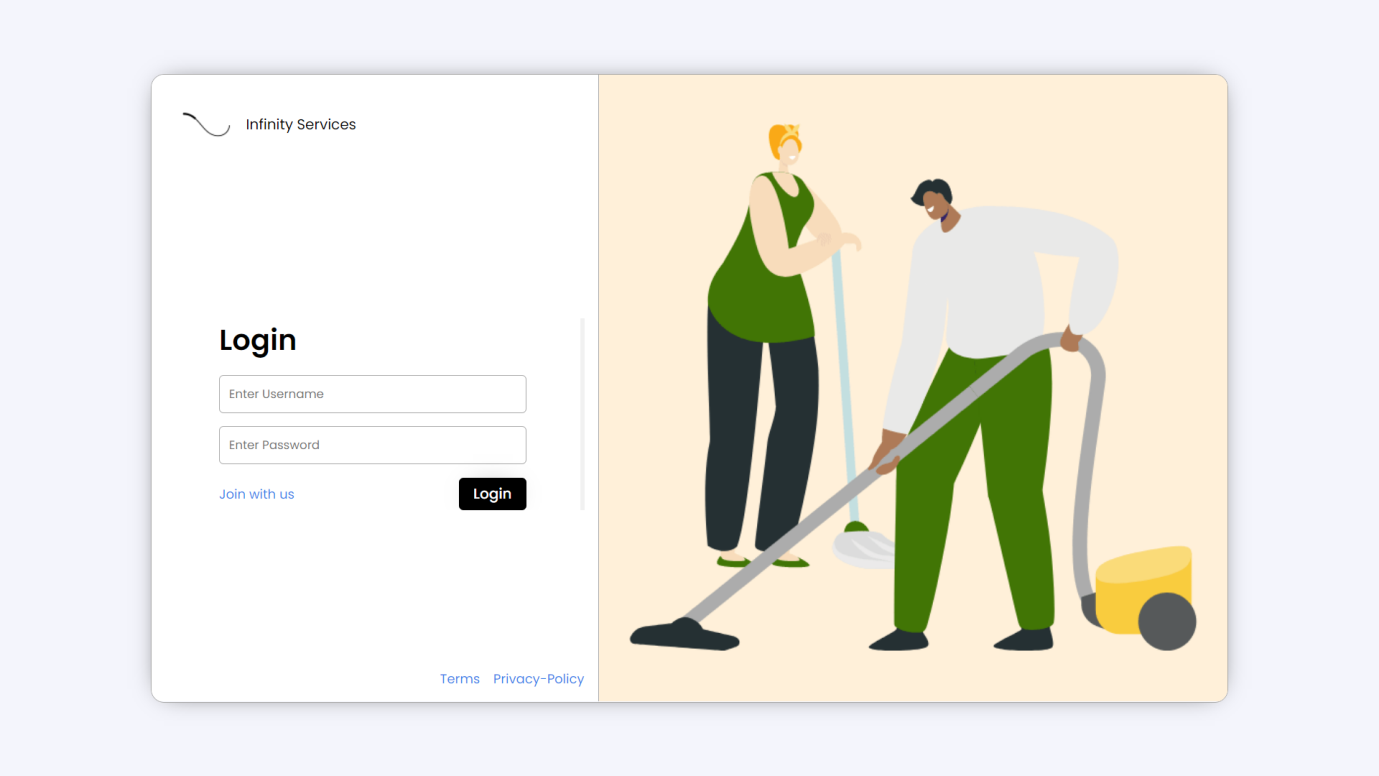 Infinity Services
Login
Enter Username
Enter Password
Join with us
Login
Terms
Privacy-Policy